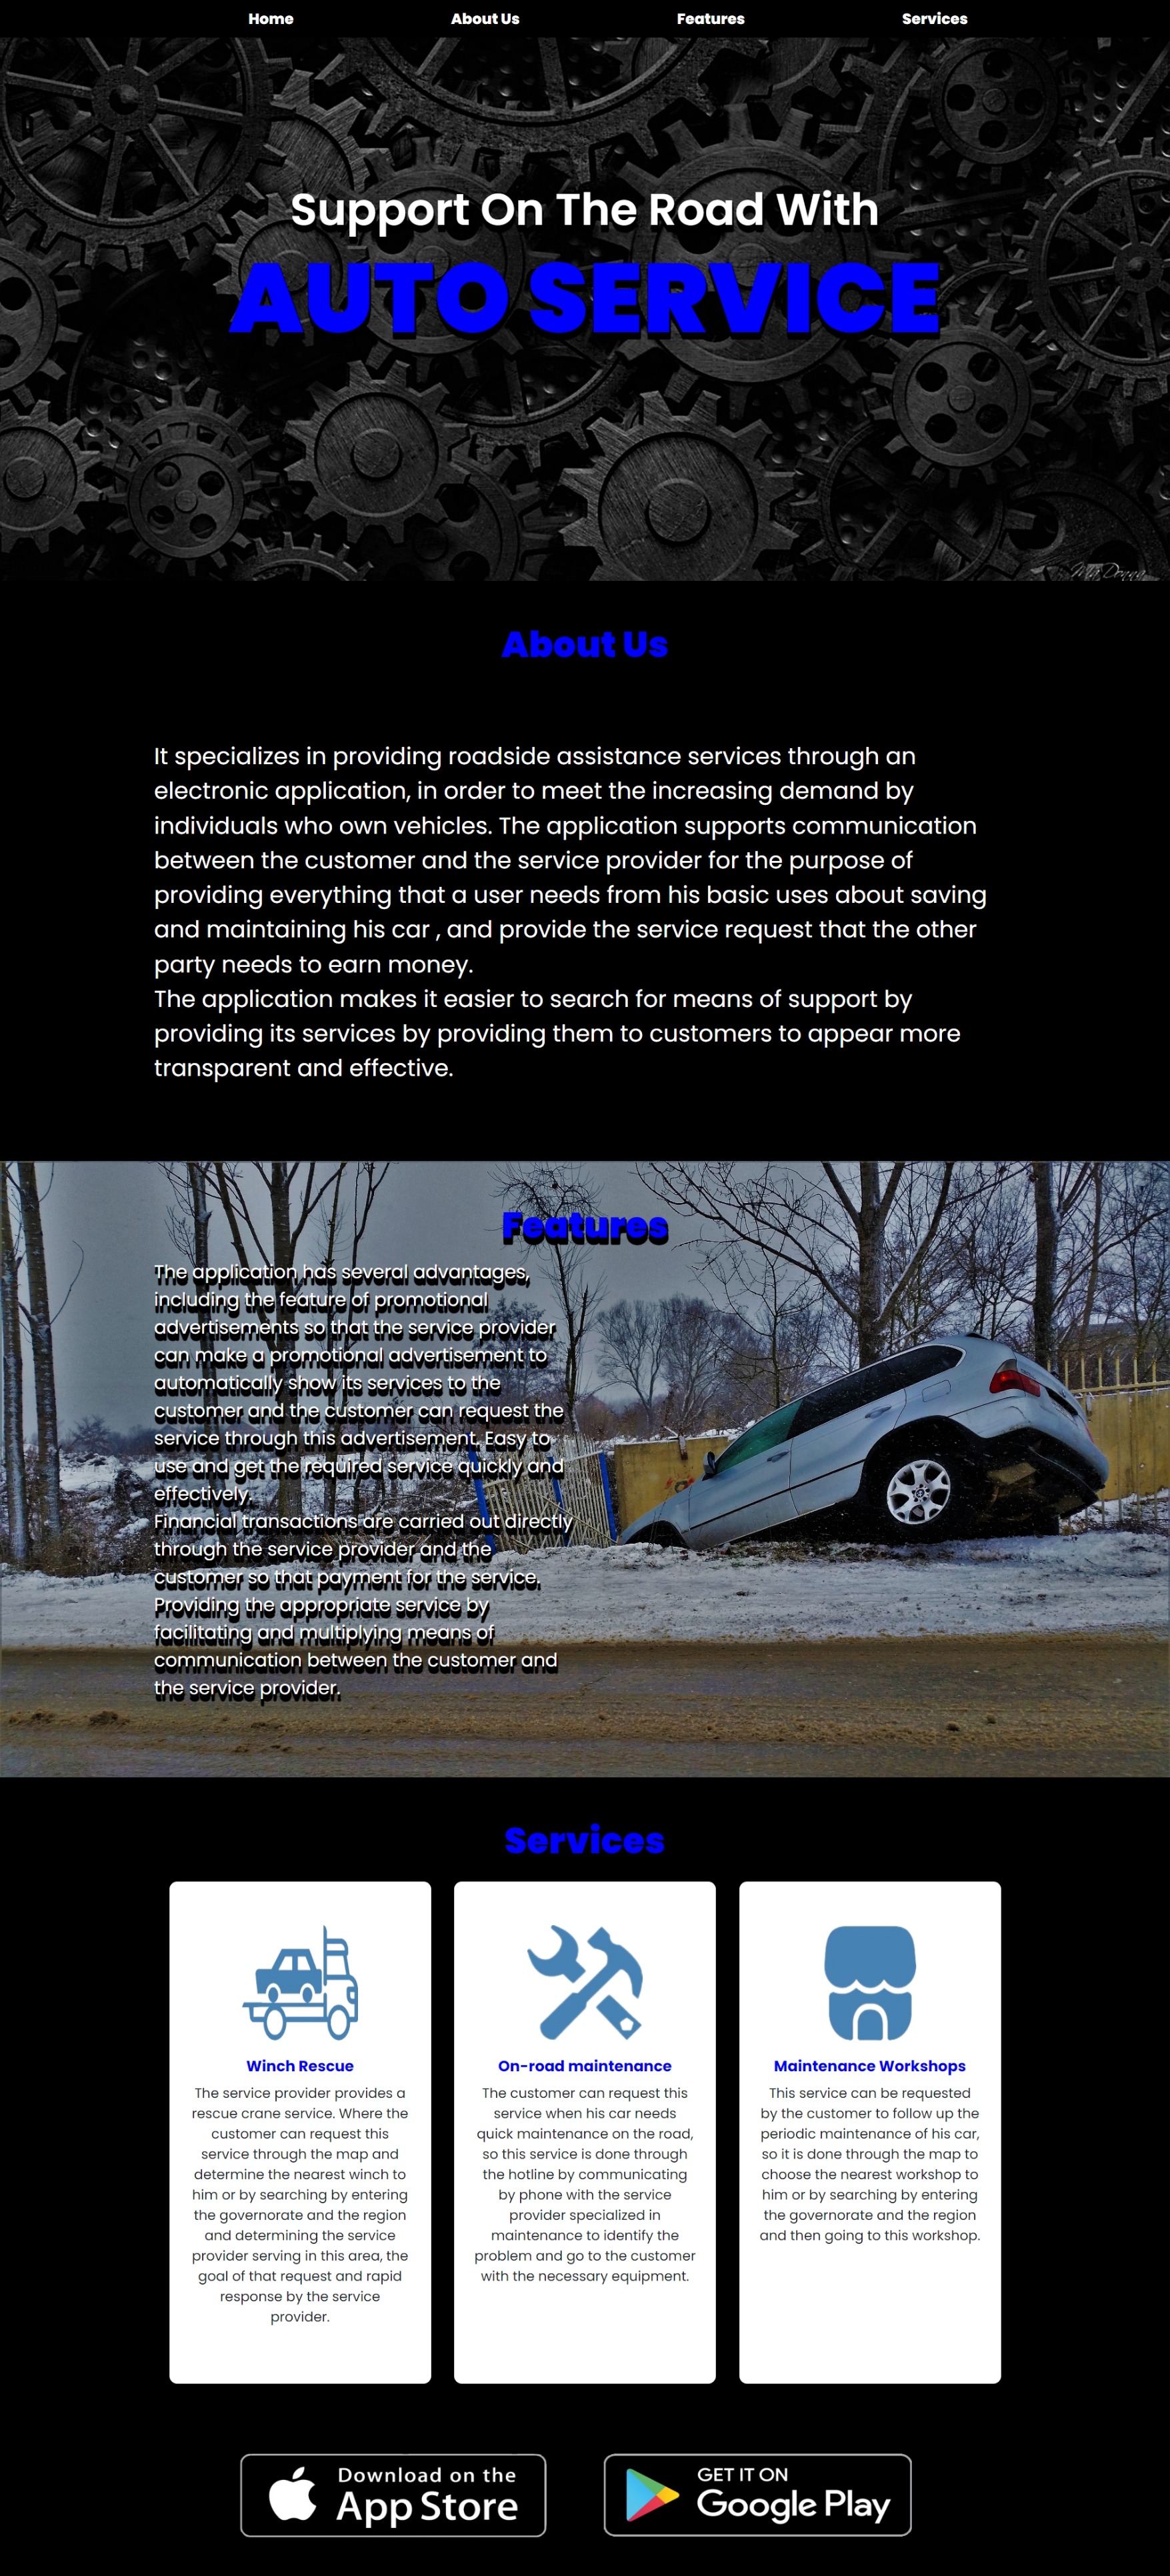 Home
About Us
Features
Services
Support On The Road With
AUTO SERVICE
About Us
It specializes in providing roadside assistance services through an
electronic application, in order to meet the increasing demand by
individuals who own vehicles. The application supports communication
between the customer and the service provider for the purpose of
providing everything that a user needs from his basic uses about saving
and maintaining his car , and provide the service request that the other
party needs to earn money.
The application makes it easier to search for means of support by
providing its services by providing them to customers to appear more
transparent and effective.
Features
The application has several advantages,
including the feature of promotional
advertisements so that the service provider
can make a promotional advertisement to
automatically show its services to the
customer and the customer can request the
service through this advertisement. Easy to
use and get the required service quickly and
effectively.
Financial transactions are carried out directly
through the service provider and the
customer so that payment for the service.
Providing the appropriate service by
facilitating and multiplying means of
communication between the customer and
the service provider.
Services
Winch Rescue
The service provider provides a
rescue crane service. Where the
customer can request this
service through the map and
determine the nearest winch to
him or by searching by entering
the governorate and the region
and determining the service
provider serving in this area, the
goal of that request and rapid
response by the service
provider.
On-road maintenance
The customer can request this
service when his car needs
quick maintenance on the road,
so this service is done through
the hotline by communicating
by phone with the service
provider specialized in
maintenance to identify the
problem and go to the customer
with the necessary equipment.
Maintenance Workshops
This service can be requested
by the customer to follow up the
periodic maintenance of his car,
so it is done through the map to
choose the nearest workshop to
him or by searching by entering
the governorate and the region
and then going to this workshop.
Download on the
App Store
GET IT ON
Google Play